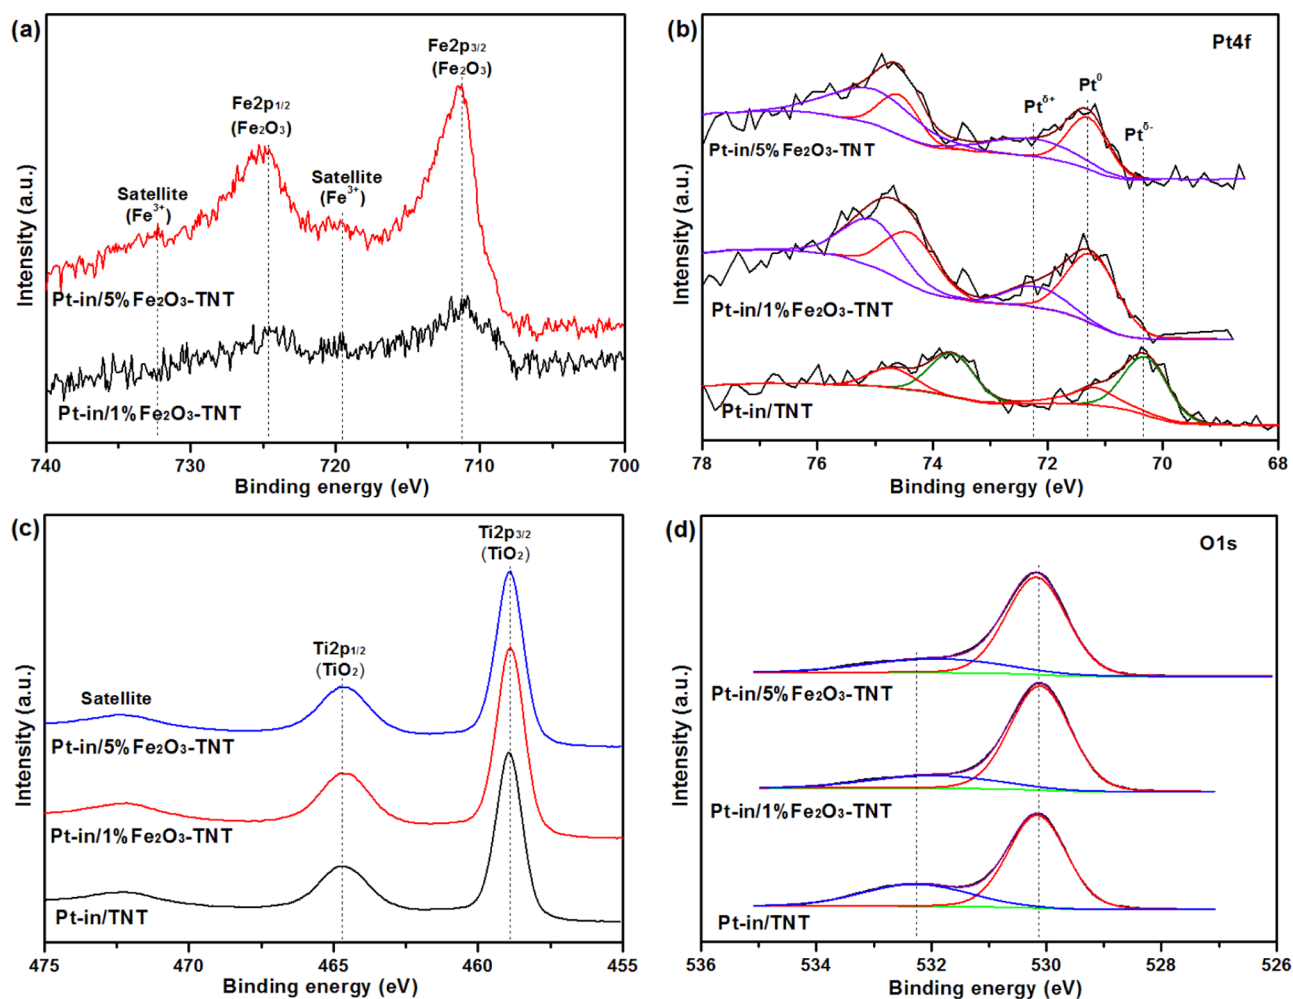 (a)
Fe2p3/2
(Fe2O3)
Fe2p1/2
(Fe2O3)
Satellite
(Fe3+)
Satellite
(Fe3+)
Pt-in/5%Fe2O3-TNT
Pt-in/1%Fe2O3-TNT
Intensity (a.u.)
740 730 720 710 700
Binding energy (eV)
(b)
Pt4f
Ptδ+
Pt0
Ptδ-
Pt-in/5%Fe2O3-TNT
Pt-in/1%Fe2O3-TNT
Pt-in/TNT
Intensity (a.u.)
78 76 74 72 70 68
Binding energy (eV)
(c)
Ti2p3/2
(TiO2)
Ti2p1/2
(TiO2)
Satellite
Pt-in/5%Fe2O3-TNT
Pt-in/1%Fe2O3-TNT
Pt-in/TNT
Intensity (a.u.)
475 470 465 460 455
Binding energy (eV)
(d)
O1s
Pt-in/5%Fe2O3-TNT
Pt-in/1%Fe2O3-TNT
Pt-in/TNT
Intensity (a.u.)
536 534 532 530 528 526
Binding energy (eV)